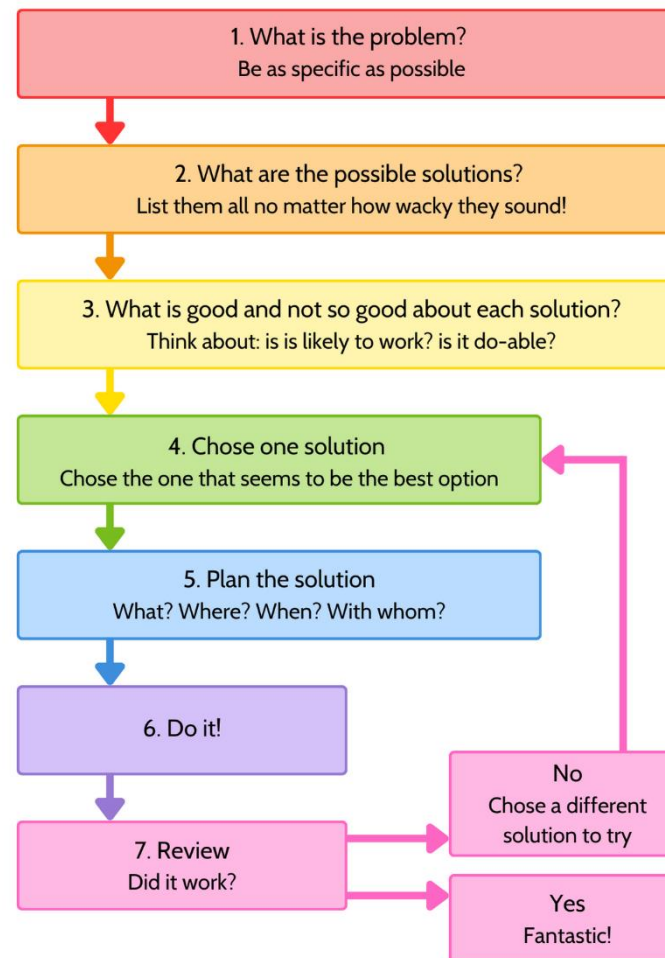 1. What is the problem?
Be as specific as possible
2. What are the possible solutions?
List them all no matter how wacky they sound!
3. What is good and not so good about each solution?
Think about: is is likely to work? is it do-able?
4. Chose one solution
Chose the one that seems to be the best option
5. Plan the solution
What? Where? When? With whom?
6. Do it!
7. Review
Did it work?
No
Chose a different
solution to try
Yes
Fantastic!